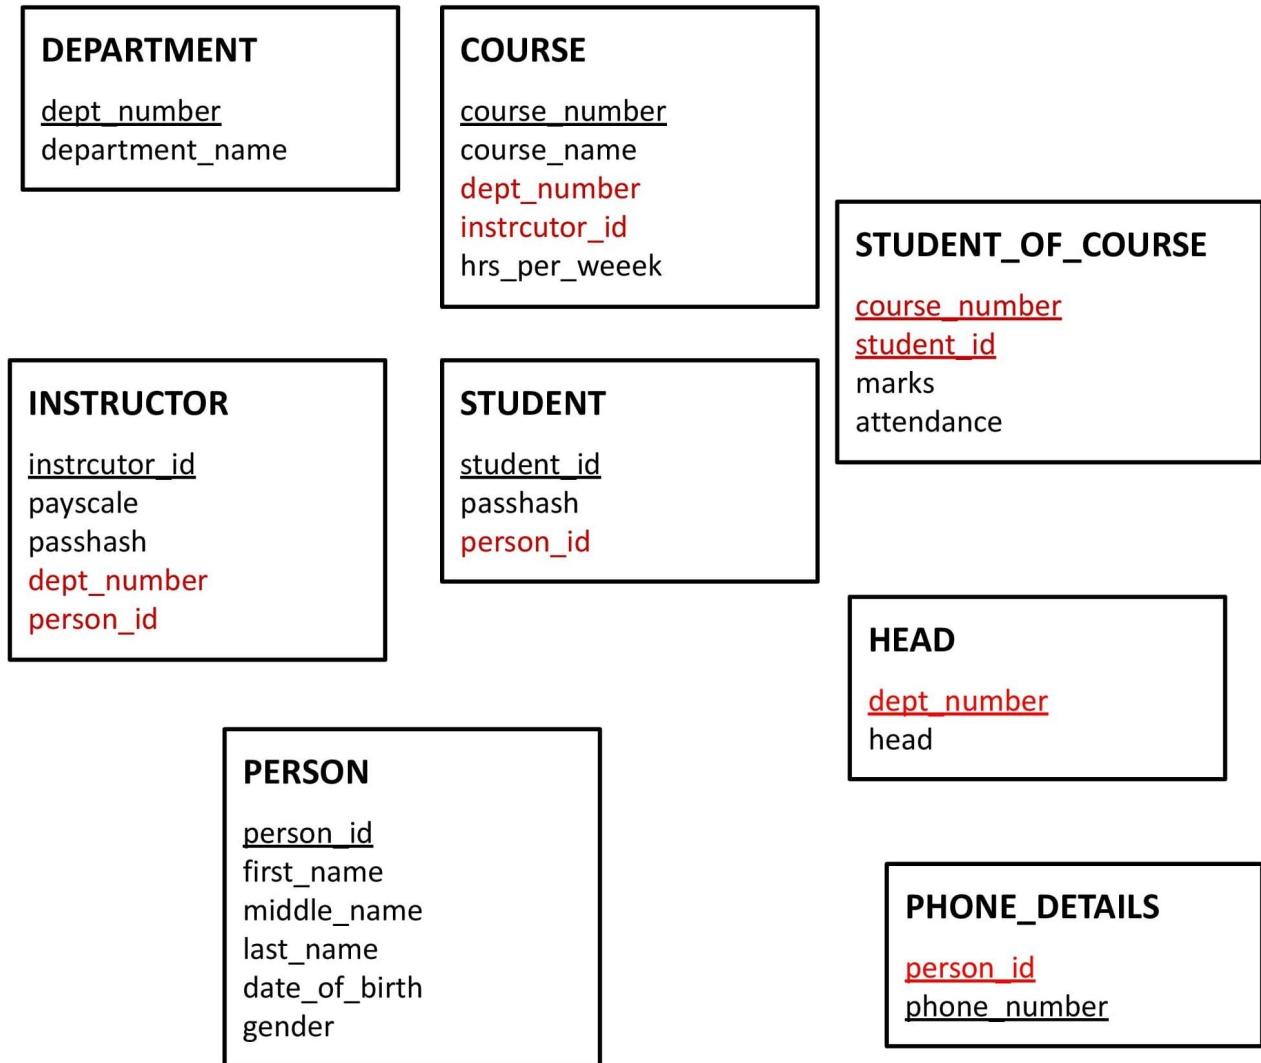 DEPARTMENT
dept_number
department_name
COURSE
course_number
course_name
dept_number
instrcutor_id
hrs_per_weeek
STUDENT_OF_COURSE
course_number
student_id
marks
attendance
INSTRUCTOR
instrcutor_id
payscale
passhash
dept_number
person_id
STUDENT
student_id
passhash
person_id
HEAD
dept_number
head
PERSON
person_id
first_name
middle_name
last_name
date_of_birth
gender
PHONE_DETAILS
person_id
phone_number